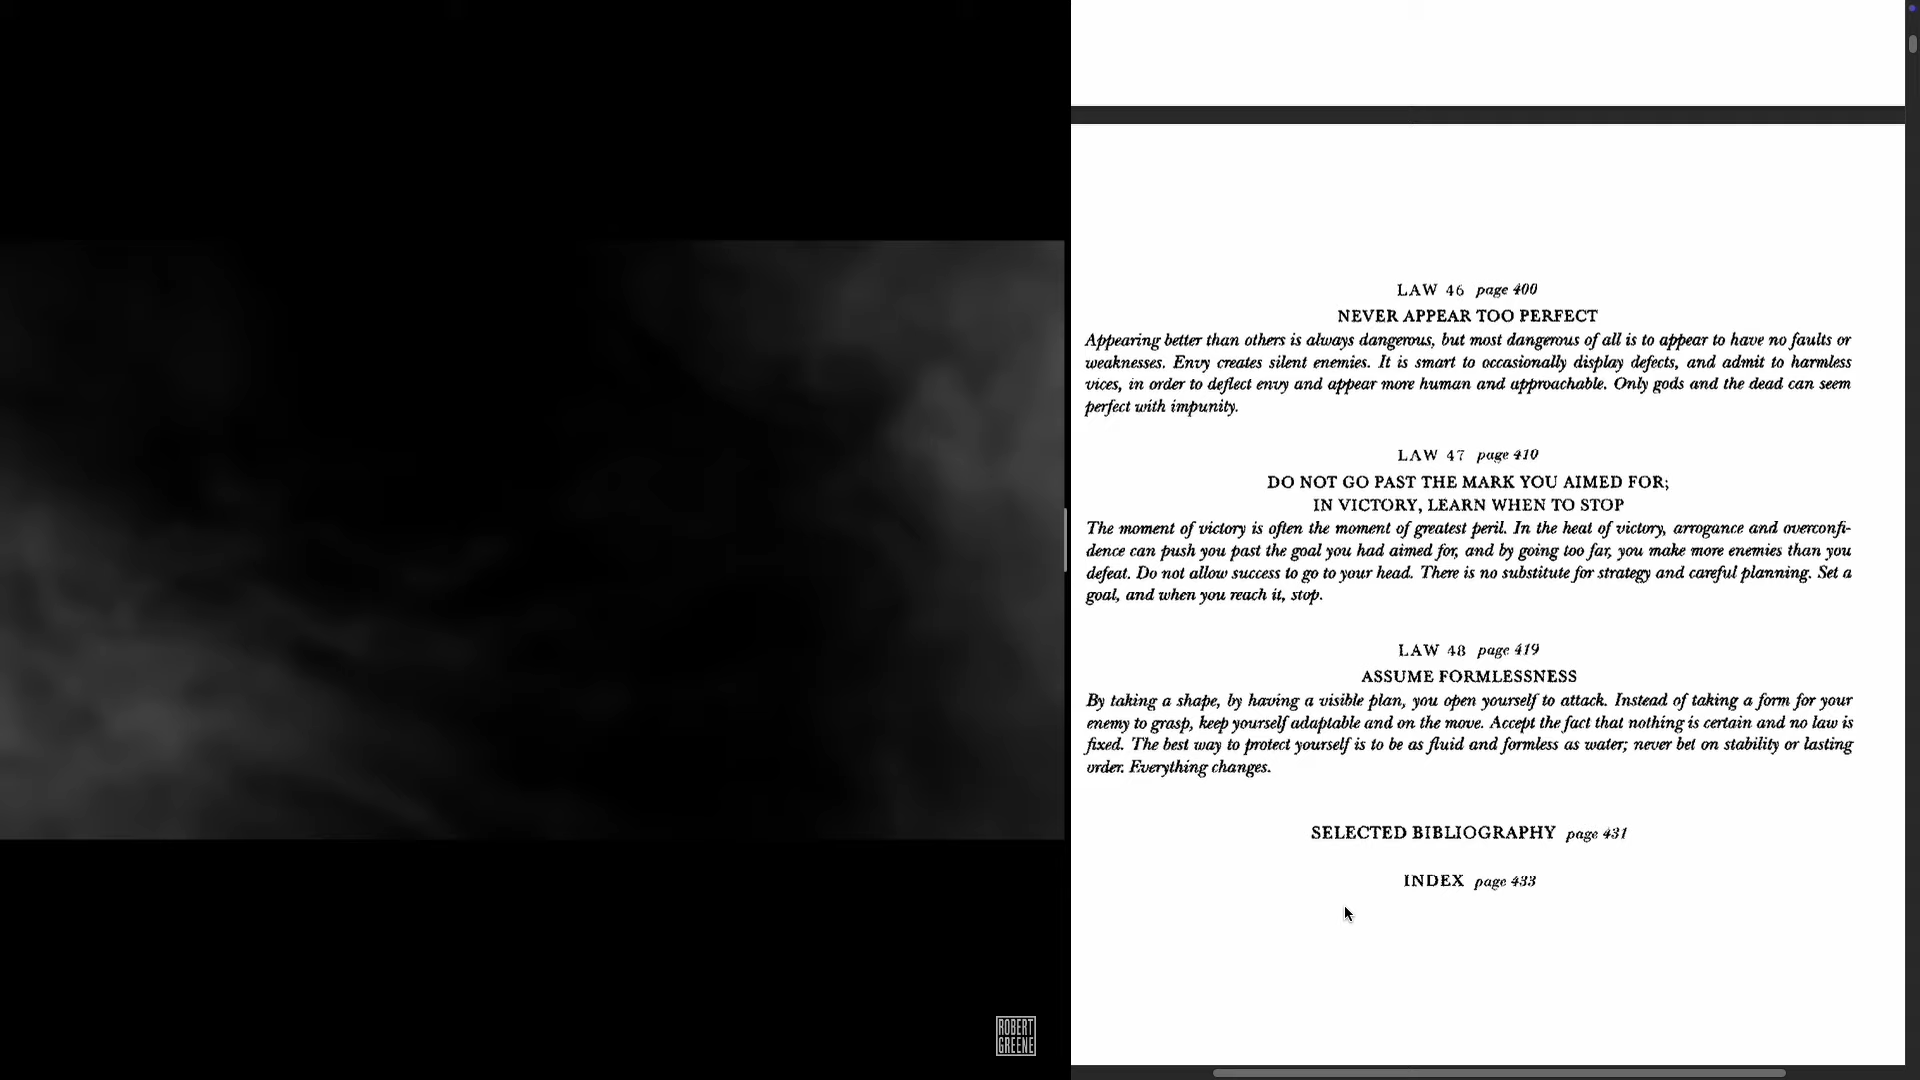 LAW 46 page 400
NEVER APPEAR TOO PERFECT
Appearing better than others is always dangerous, but most dangerous of all is to appear to have no faults or
weaknesses. Envy creates silent enemies. It is smart to occasionally display defects, and admit to harmless
vices, in order to deflect envy and appear more human and approachable. Only gods and the dead can seem
perfect with impunity.
LAW 47 page 410
DO NOT GO PAST THE MARK YOU AIMED FOR;
IN VICTORY, LEARN WHEN TO STOP
The moment of victory is often the moment of greatest peril. In the heat of victory, arrogance and overconfi-
dence can push you past the goal you had aimed for, and by going too far, you make more enemies than you
defeat. Do not allow success to go to your head. There is no substitute for strategy and careful planning. Set a
goal, and when you reach it, stop.
LAW 48 page 419
ASSUME FORMLESSNESS
By taking a shape, by having a visible plan, you open yourself to attack. Instead of taking a form for your
enemy to grasp, keep yourself adaptable and on the move. Accept the fact that nothing is certain and no law is
fixed. The best way to protect yourself is to be as fluid and formless as water; never bet on stability or lasting
order. Everything changes.
SELECTED BIBLIOGRAPHY page 431
INDEX page 433
ROBERT
GREENE